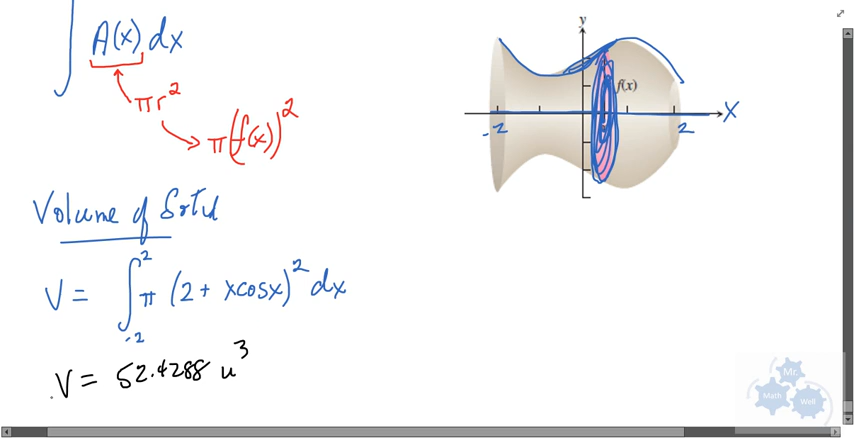 ∫ A(x) dx
πr²
π(f(x))²
y
f(x)
X
-2
2
Volume of Solid
V = ∫₋₂² π (2 + xcosx)² dx
V = 52.4288 u³
Mr.
Math
Well